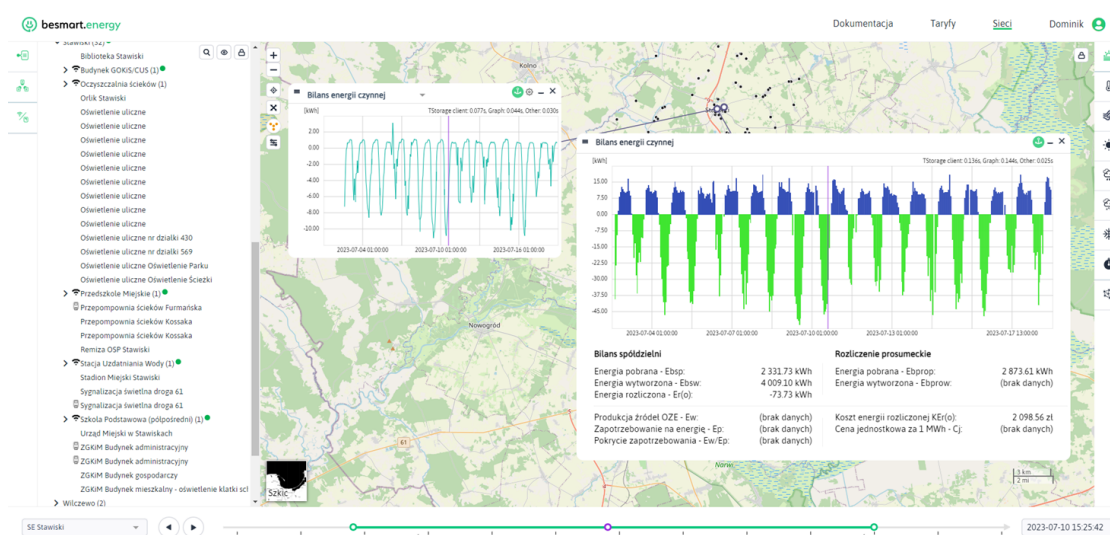 besmart.energy
Dokumentacja
Taryfy
Sieci
Dominik
Stawiski (32)
Biblioteka Stawiski
Budynek GOKiS/CUS (1)
Oczyszczalnia ścieków (1)
Orlik Stawiski
Oświetlenie uliczne
Oświetlenie uliczne
Oświetlenie uliczne
Oświetlenie uliczne
Oświetlenie uliczne
Oświetlenie uliczne
Oświetlenie uliczne
Oświetlenie uliczne
Oświetlenie uliczne
Oświetlenie uliczne nr dzialki 430
Oświetlenie uliczne nr dzialki 569
Oświetlenie uliczne Oświetlenie Parku
Oświetlenie uliczne Oświetlenie Ścieżki
Przedszkole Miejskie (1)
Przepompownia ścieków Furmańska
Przepompownia ścieków Kossaka
Przepompownia ścieków Kossaka
Remiza OSP Stawiski
Stacja Uzdatniania Wody (1)
Stadion Miejski Stawiski
Sygnalizacja świetlna droga 61
Sygnalizacja świetlna droga 61
Szkoła Podstawowa (półpośredni) (1)
Urząd Miejski w Stawiskach
ZGKiM Budynek administracyjny
ZGKiM Budynek administracyjny
ZGKiM Budynek gospodarczy
ZGKiM Budynek mieszkalny - oświetlenie klatki scł
Wilczewo (2)
SE Stawiski
Kolno
Bilans energii czynnej
[kWh]
TStorage client: 0.077s, Graph: 0.044s, Other: 0.030s
2.00
0.00
-2.00
-4.00
-6.00
-8.00
-10.00
2023-07-04 01:00:00
2023-07-10 01:00:00
2023-07-16 01:00:00
Nowogród
61
Szkic
Bilans energii czynnej
[kWh]
TStorage client: 0.136s, Graph: 0.144s, Other: 0.025s
15.00
7.50
0.00
-7.50
-15.00
-22.50
-30.00
-37.50
-45.00
2023-07-04 01:00:00
2023-07-07 01:00:00
2023-07-10 01:00:00
2023-07-13 01:00:00
2023-07-17 13:00:00
Bilans spółdzielni
Energia pobrana - Ebsp: 2 331.73 kWh
Energia wytworzona - Ebsw: 4 009.10 kWh
Energia rozliczona - Er(o): -73.73 kWh
Rozliczenie prosumeckie
Energia pobrana - Ebprop: 2 873.61 kWh
Energia wytworzona - Ebprow: (brak danych)
Produkcja źródeł OZE - Ew: (brak danych)
Zapotrzebowanie na energię - Ep: (brak danych)
Pokrycie zapotrzebowania - Ew/Ep: (brak danych)
Koszt energii rozliczonej KEr(o): 2 098.56 zł
Cena jednostkowa za 1 MWh - Cj: (brak danych)
Narwi
3 km
2 mi
2023-07-10 15:25:42